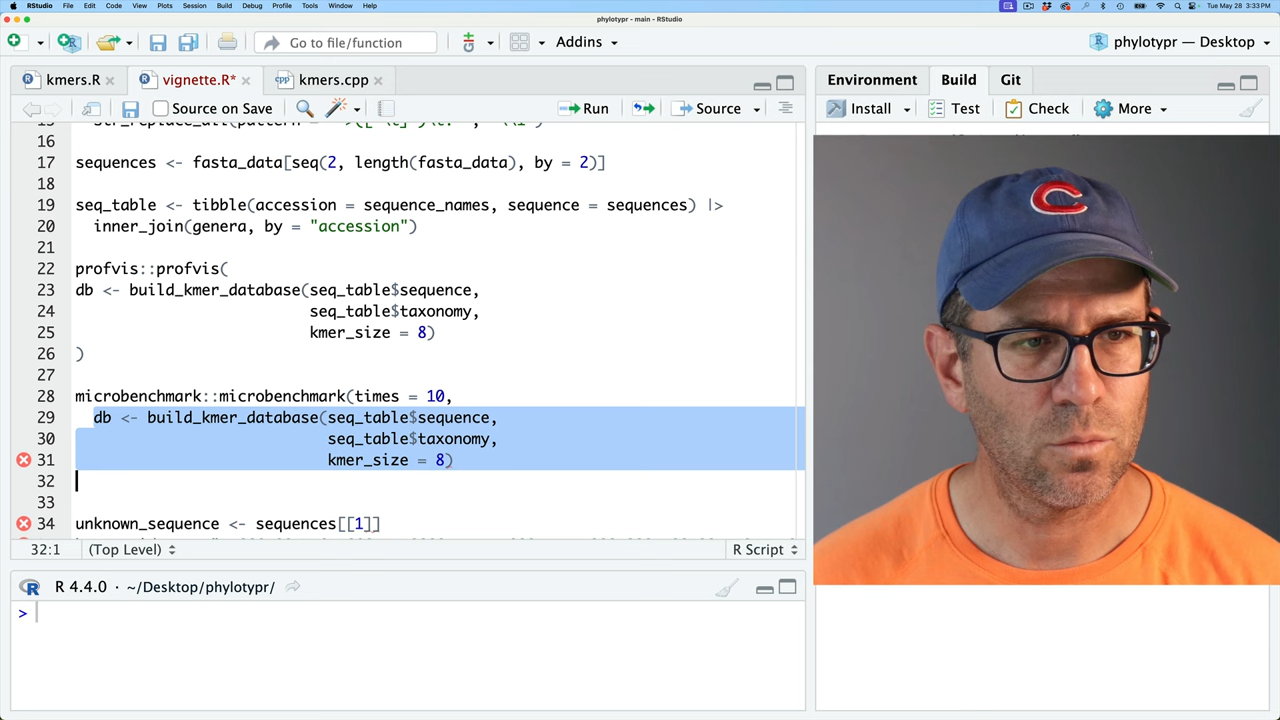 RStudio File Edit Code View Plots Session Build Debug Profile Tools Window Help Tue May 28 3:33 PM
phylotypr - main - RStudio
Go to file/function Addins phylotypr — Desktop
kmers.R vignette.R* kmers.cpp
Environment Build Git
Source on Save Run Source
Install Test Check More
16
17 sequences <- fasta_data[seq(2, length(fasta_data), by = 2)]
18
19 seq_table <- tibble(accession = sequence_names, sequence = sequences) |>
20 inner_join(genera, by = "accession")
21
22 profvis::profvis(
23 db <- build_kmer_database(seq_table$sequence,
24 seq_table$taxonomy,
25 kmer_size = 8)
26 )
27
28 microbenchmark::microbenchmark(times = 10,
29 db <- build_kmer_database(seq_table$sequence,
30 seq_table$taxonomy,
31 kmer_size = 8)
32
33
34 unknown_sequence <- sequences[[1]]
32:1 (Top Level) R Script
R 4.4.0 · ~/Desktop/phylotypr/
>
C